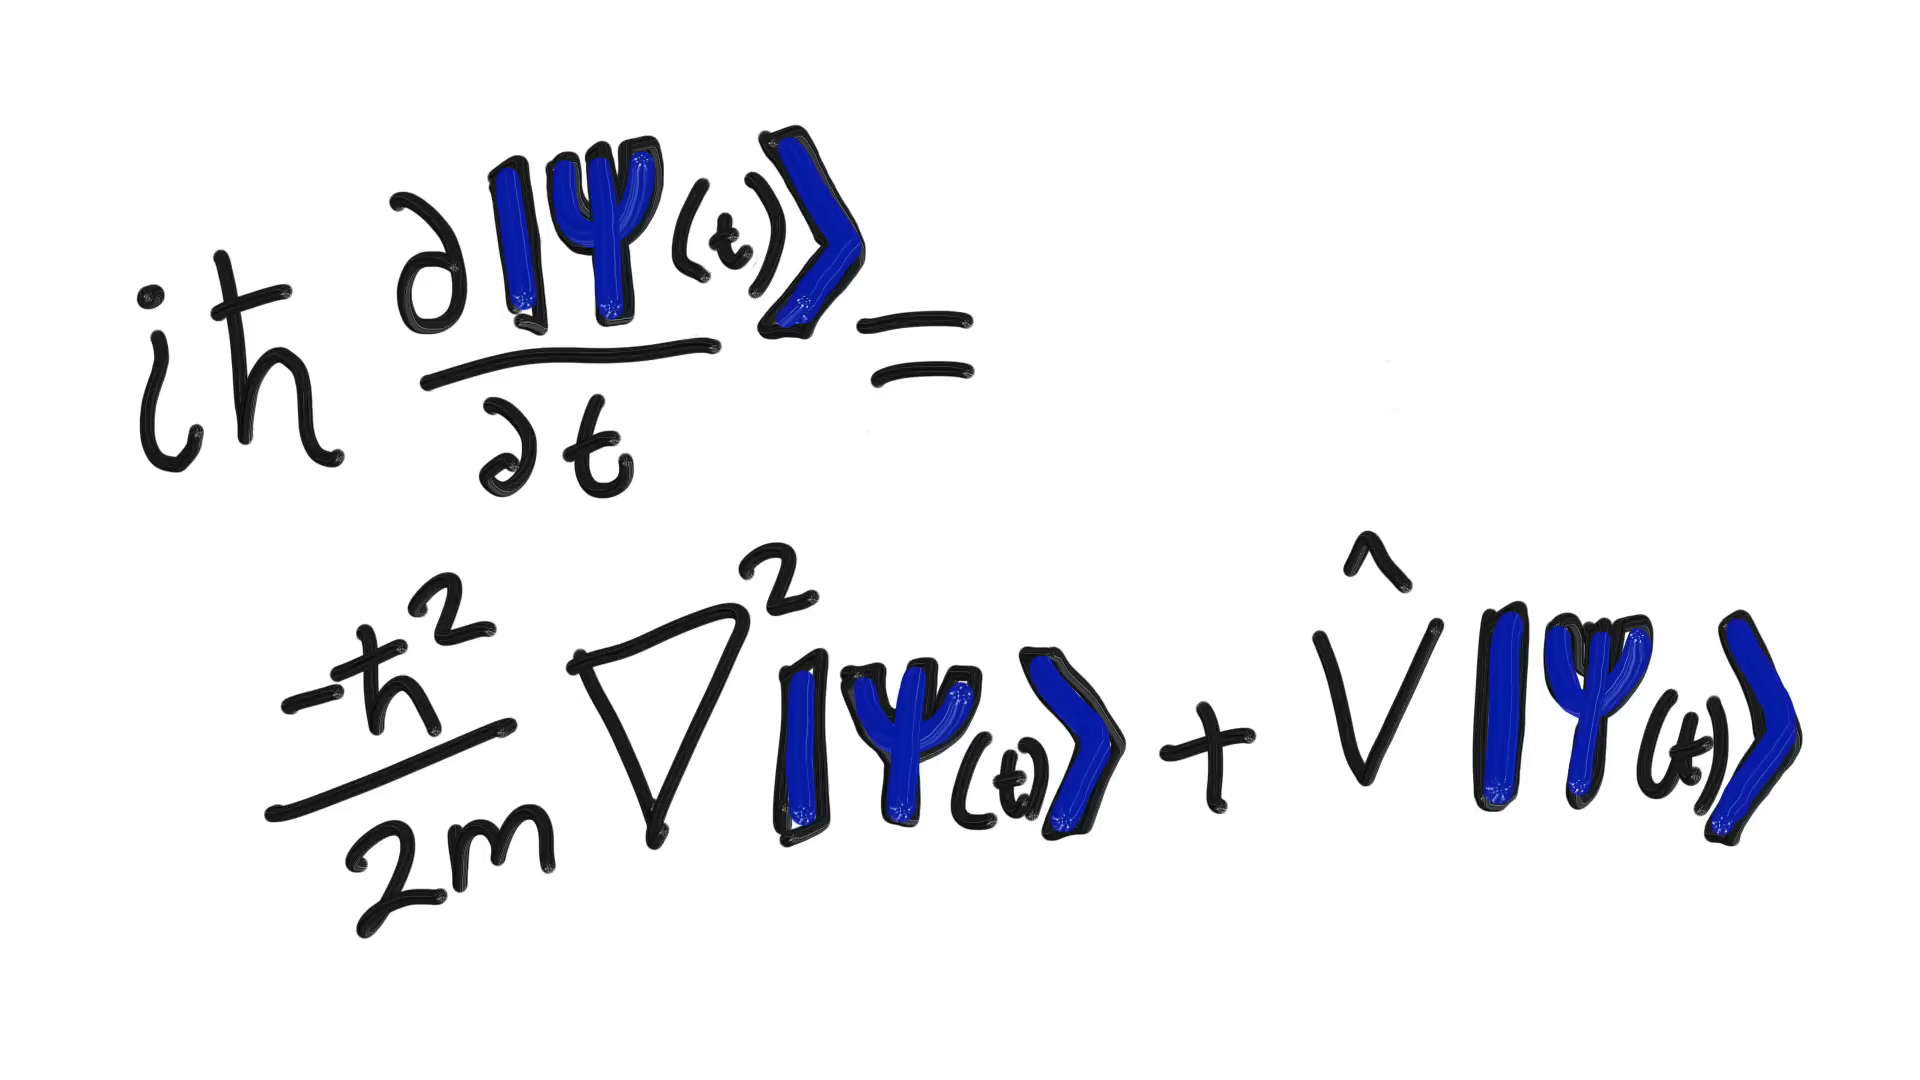 iℏ ∂|Ψ(t)⟩/∂t =
-ℏ²/2m ∇²|Ψ(t)⟩ + V̂|Ψ(t)⟩